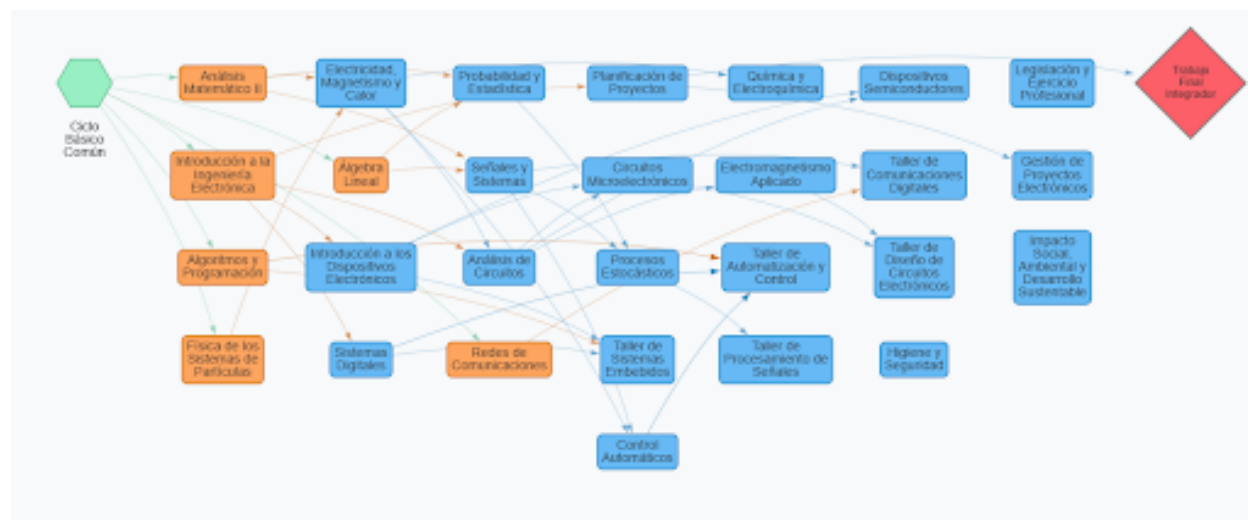 Ciclo
Básico
Común
Análisis
Matemático II
Electricidad,
Magnetismo y
Calor
Probabilidad y
Estadística
Planificación de
Proyectos
Química y
Electroquímica
Dispositivos
Semiconductores
Legislación y
Ejercicio
Profesional
Trabajo
Final
Integrador
Introducción a la
Ingeniería
Electrónica
Álgebra
Lineal
Señales y
Sistemas
Circuitos
Microelectrónicos
Electromagnetismo
Aplicado
Taller de
Comunicaciones
Digitales
Gestión de
Proyectos
Electrónicos
Algoritmos y
Programación
Introducción a los
Dispositivos
Electrónicos
Análisis de
Circuitos
Procesos
Estocásticos
Taller de
Automatización y
Control
Taller de
Diseño de
Circuitos
Electrónicos
Impacto
Social,
Ambiental y
Desarrollo
Sustentable
Física de los
Sistemas de
Partículas
Sistemas
Digitales
Redes de
Comunicaciones
Taller de
Sistemas
Embebidos
Taller de
Procesamiento de
Señales
Higiene y
Seguridad
Control
Automáticos